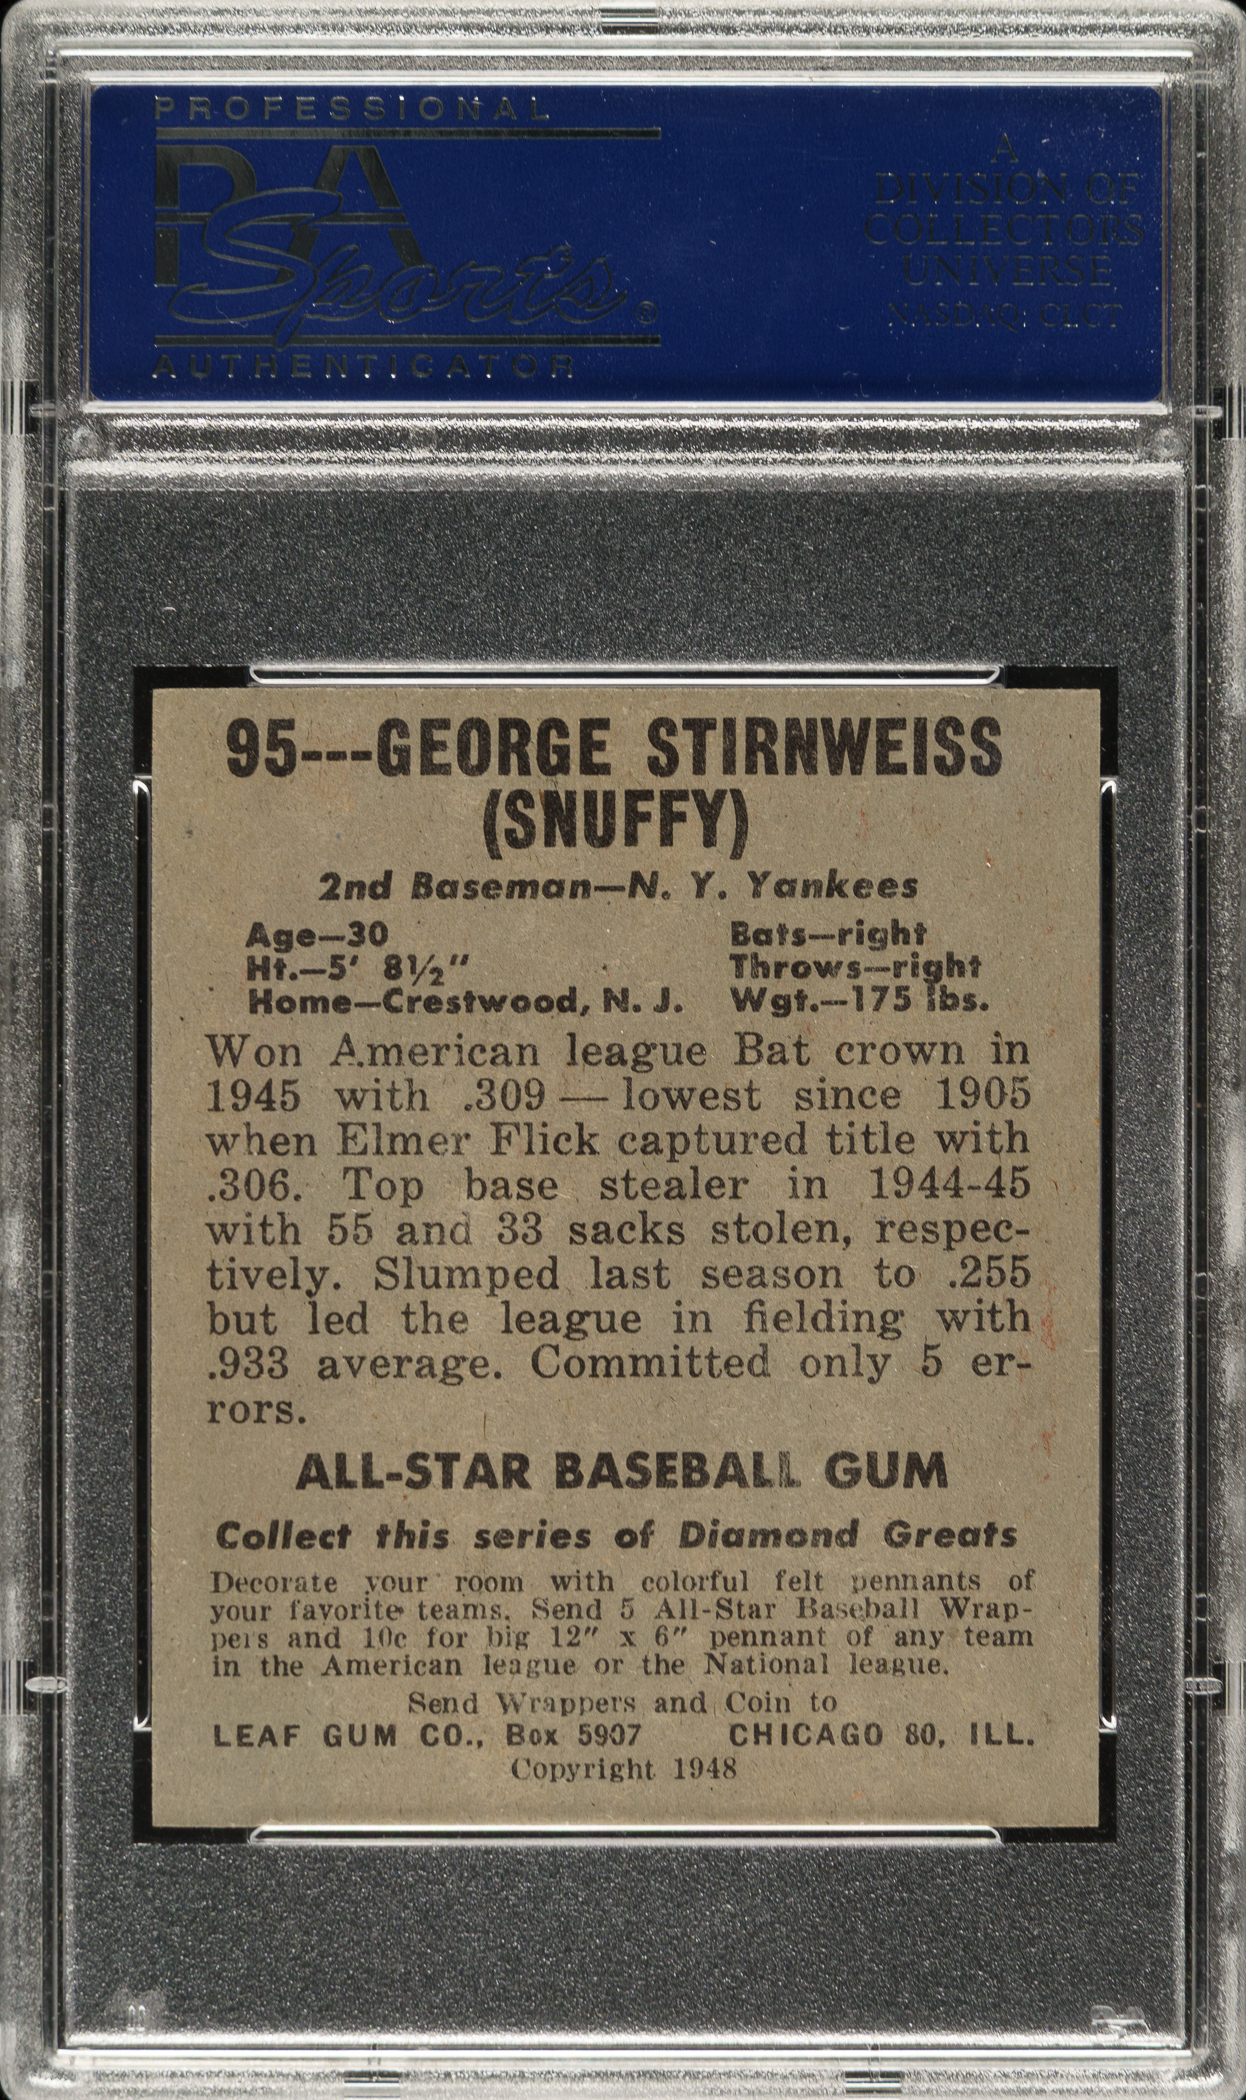 PROFESSIONAL
PSA
Sports®
AUTHENTICATOR
A
DIVISION OF
COLLECTORS
UNIVERSE
NASDAQ: CLCT
95---GEORGE STIRNWEISS
(SNUFFY)
2nd Baseman—N. Y. Yankees
Age—30 Bats—right
Ht.—5' 8½" Throws—right
Home—Crestwood, N. J. Wgt.—175 lbs.
Won American league Bat crown in
1945 with .309 — lowest since 1905
when Elmer Flick captured title with
.306. Top base stealer in 1944-45
with 55 and 33 sacks stolen, respec-
tively. Slumped last season to .255
but led the league in fielding with
.933 average. Committed only 5 er-
rors.
ALL-STAR BASEBALL GUM
Collect this series of Diamond Greats
Decorate your room with colorful felt pennants of
your favorite teams. Send 5 All-Star Baseball Wrap-
pers and 10c for big 12" x 6" pennant of any team
in the American league or the National league.
Send Wrappers and Coin to
LEAF GUM CO., Box 5907 CHICAGO 80, ILL.
Copyright 1948